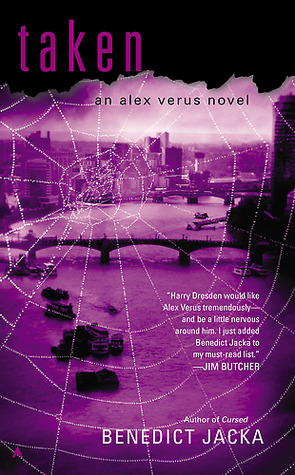 taken
an alex verus novel
"Harry Dresden would like
Alex Verus tremendously—
and be a little nervous
around him. I just added
Benedict Jacka to
my must-read list."
—JIM BUTCHER
Author of Cursed
BENEDICT JACKA
A